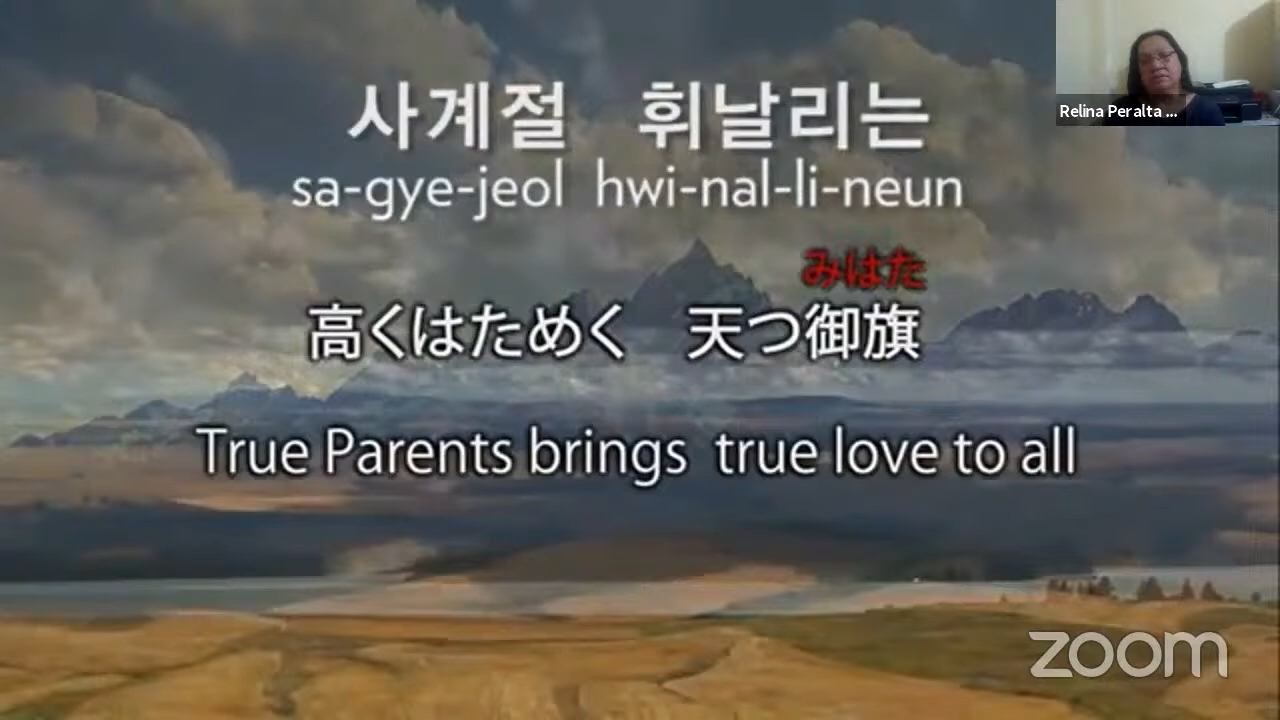 Relina Peralta ...
사계절 휘날리는
sa-gye-jeol hwi-nal-li-neun
みはた
高くはためく 天つ御旗
True Parents brings true love to all
zoom